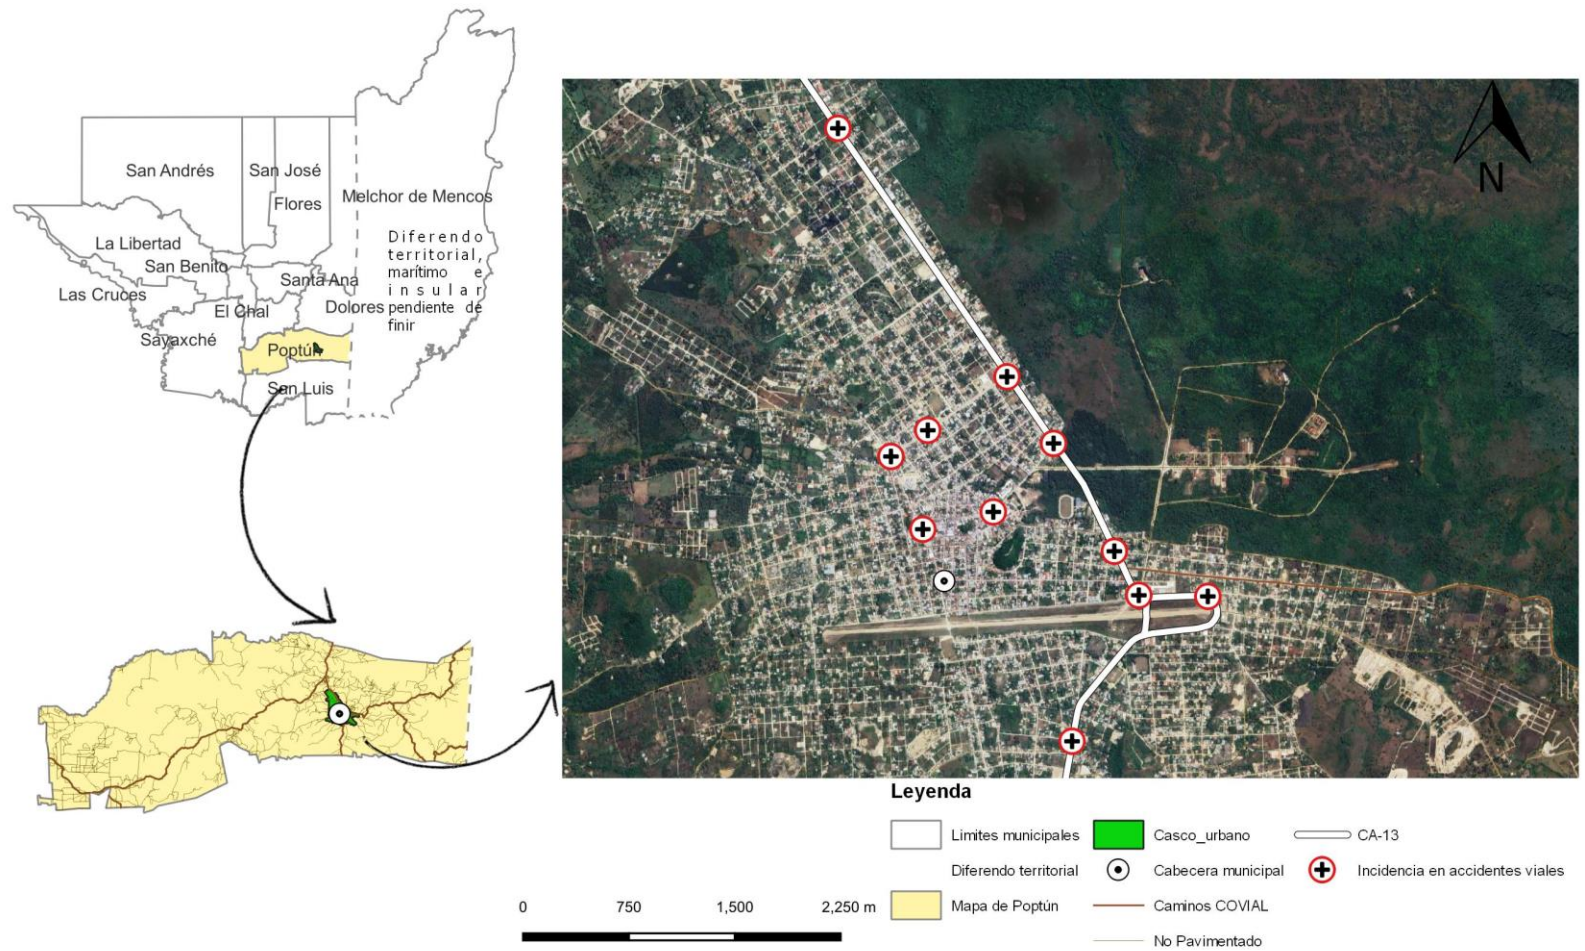 San Andrés
San José
Flores
Melchor de Mencos
Diferendo
territorial,
marítimo e
insular
pendiente de
finir
La Libertad
San Benito
Santa Ana
Las Cruces
El Chal
Dolores
Sayaxché
Poptún
San Luis
N
Leyenda
Limites municipales
Casco_urbano
CA-13
Diferendo territorial
Cabecera municipal
Incidencia en accidentes viales
Mapa de Poptún
Caminos COVIAL
No Pavimentado
0 750 1,500 2,250 m